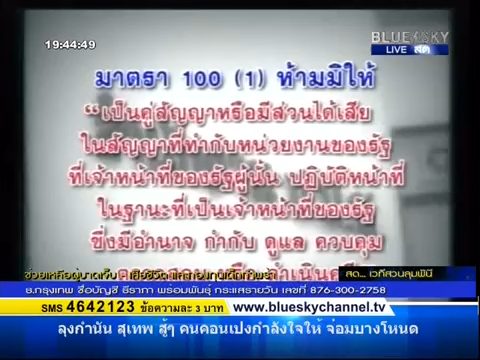 19:44:49
BLUESKY
LIVE สด
มาตรา 100 (1) ห้ามมิให้
“เป็นคู่สัญญาหรือมีส่วนได้เสีย
ในสัญญาที่ทำกับหน่วยงานของรัฐ
ที่เจ้าหน้าที่ของรัฐผู้นั้น ปฏิบัติหน้าที่
ในฐานะที่เป็นเจ้าหน้าที่ของรัฐ
ซึ่งมีอำนาจ กำกับ ดูแล ควบคุม
สด... เวทีสวนลุมพินี
ธ.กรุงเทพ ชื่อบัญชี ธีราภา พร้อมพันธุ์ กระแสรายวัน เลขที่ 876-300-2758
SMS 4642123 ข้อความละ 3 บาท www.blueskychannel.tv
ลุงกำนัน สุเทพ สู้ๆ คนคอนเปงกำลังใจให้ จ๋อมบางโหนด